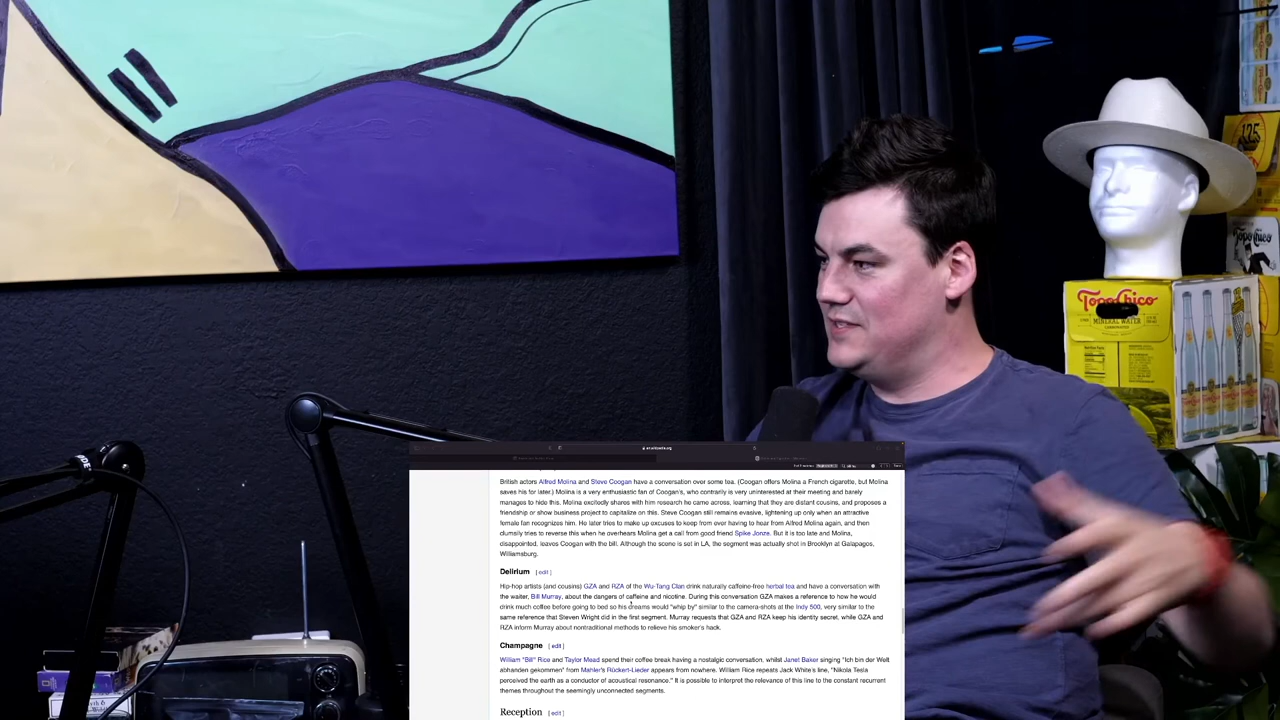 125
TopoChico
TopoChico
MINERAL WATER
en.wikipedia.org
British actors Alfred Molina and Steve Coogan have a conversation over some tea. (Coogan offers Molina a French cigarette, but Molina
saves his for later.) Molina is a very enthusiastic fan of Coogan's, who contrarily is very uninterested at their meeting and barely
manages to hide this. Molina excitedly shares with him research he came across, learning that they are distant cousins, and proposes a
friendship or show business project to capitalize on this. Steve Coogan still remains evasive, lightening up only when an attractive
female fan recognizes him. He later tries to make up excuses to keep from ever having to hear from Alfred Molina again, and then
clumsily tries to reverse this when he overhears Molina get a call from good friend Spike Jonze. But it is too late and Molina,
disappointed, leaves Coogan with the bill. Although the scene is set in LA, the segment was actually shot in Brooklyn at Galapagos,
Williamsburg.
Delirium [ edit ]
Hip-hop artists (and cousins) GZA and RZA of the Wu-Tang Clan drink naturally caffeine-free herbal tea and have a conversation with
the waiter, Bill Murray, about the dangers of caffeine and nicotine. During this conversation GZA makes a reference to how he would
drink much coffee before going to bed so his dreams would "whip by" similar to the camera-shots at the Indy 500, very similar to the
same reference that Steven Wright did in the first segment. Murray requests that GZA and RZA keep his identity secret, while GZA and
RZA inform Murray about nontraditional methods to relieve his smoker's hack.
Champagne [ edit ]
William "Bill" Rice and Taylor Mead spend their coffee break having a nostalgic conversation, whilst Janet Baker singing "Ich bin der Welt
abhanden gekommen" from Mahler's Rückert-Lieder appears from nowhere. William Rice repeats Jack White's line, "Nikola Tesla
perceived the earth as a conductor of acoustical resonance." It is possible to interpret the relevance of this line to the constant recurrent
themes throughout the seemingly unconnected segments.
Reception [ edit ]